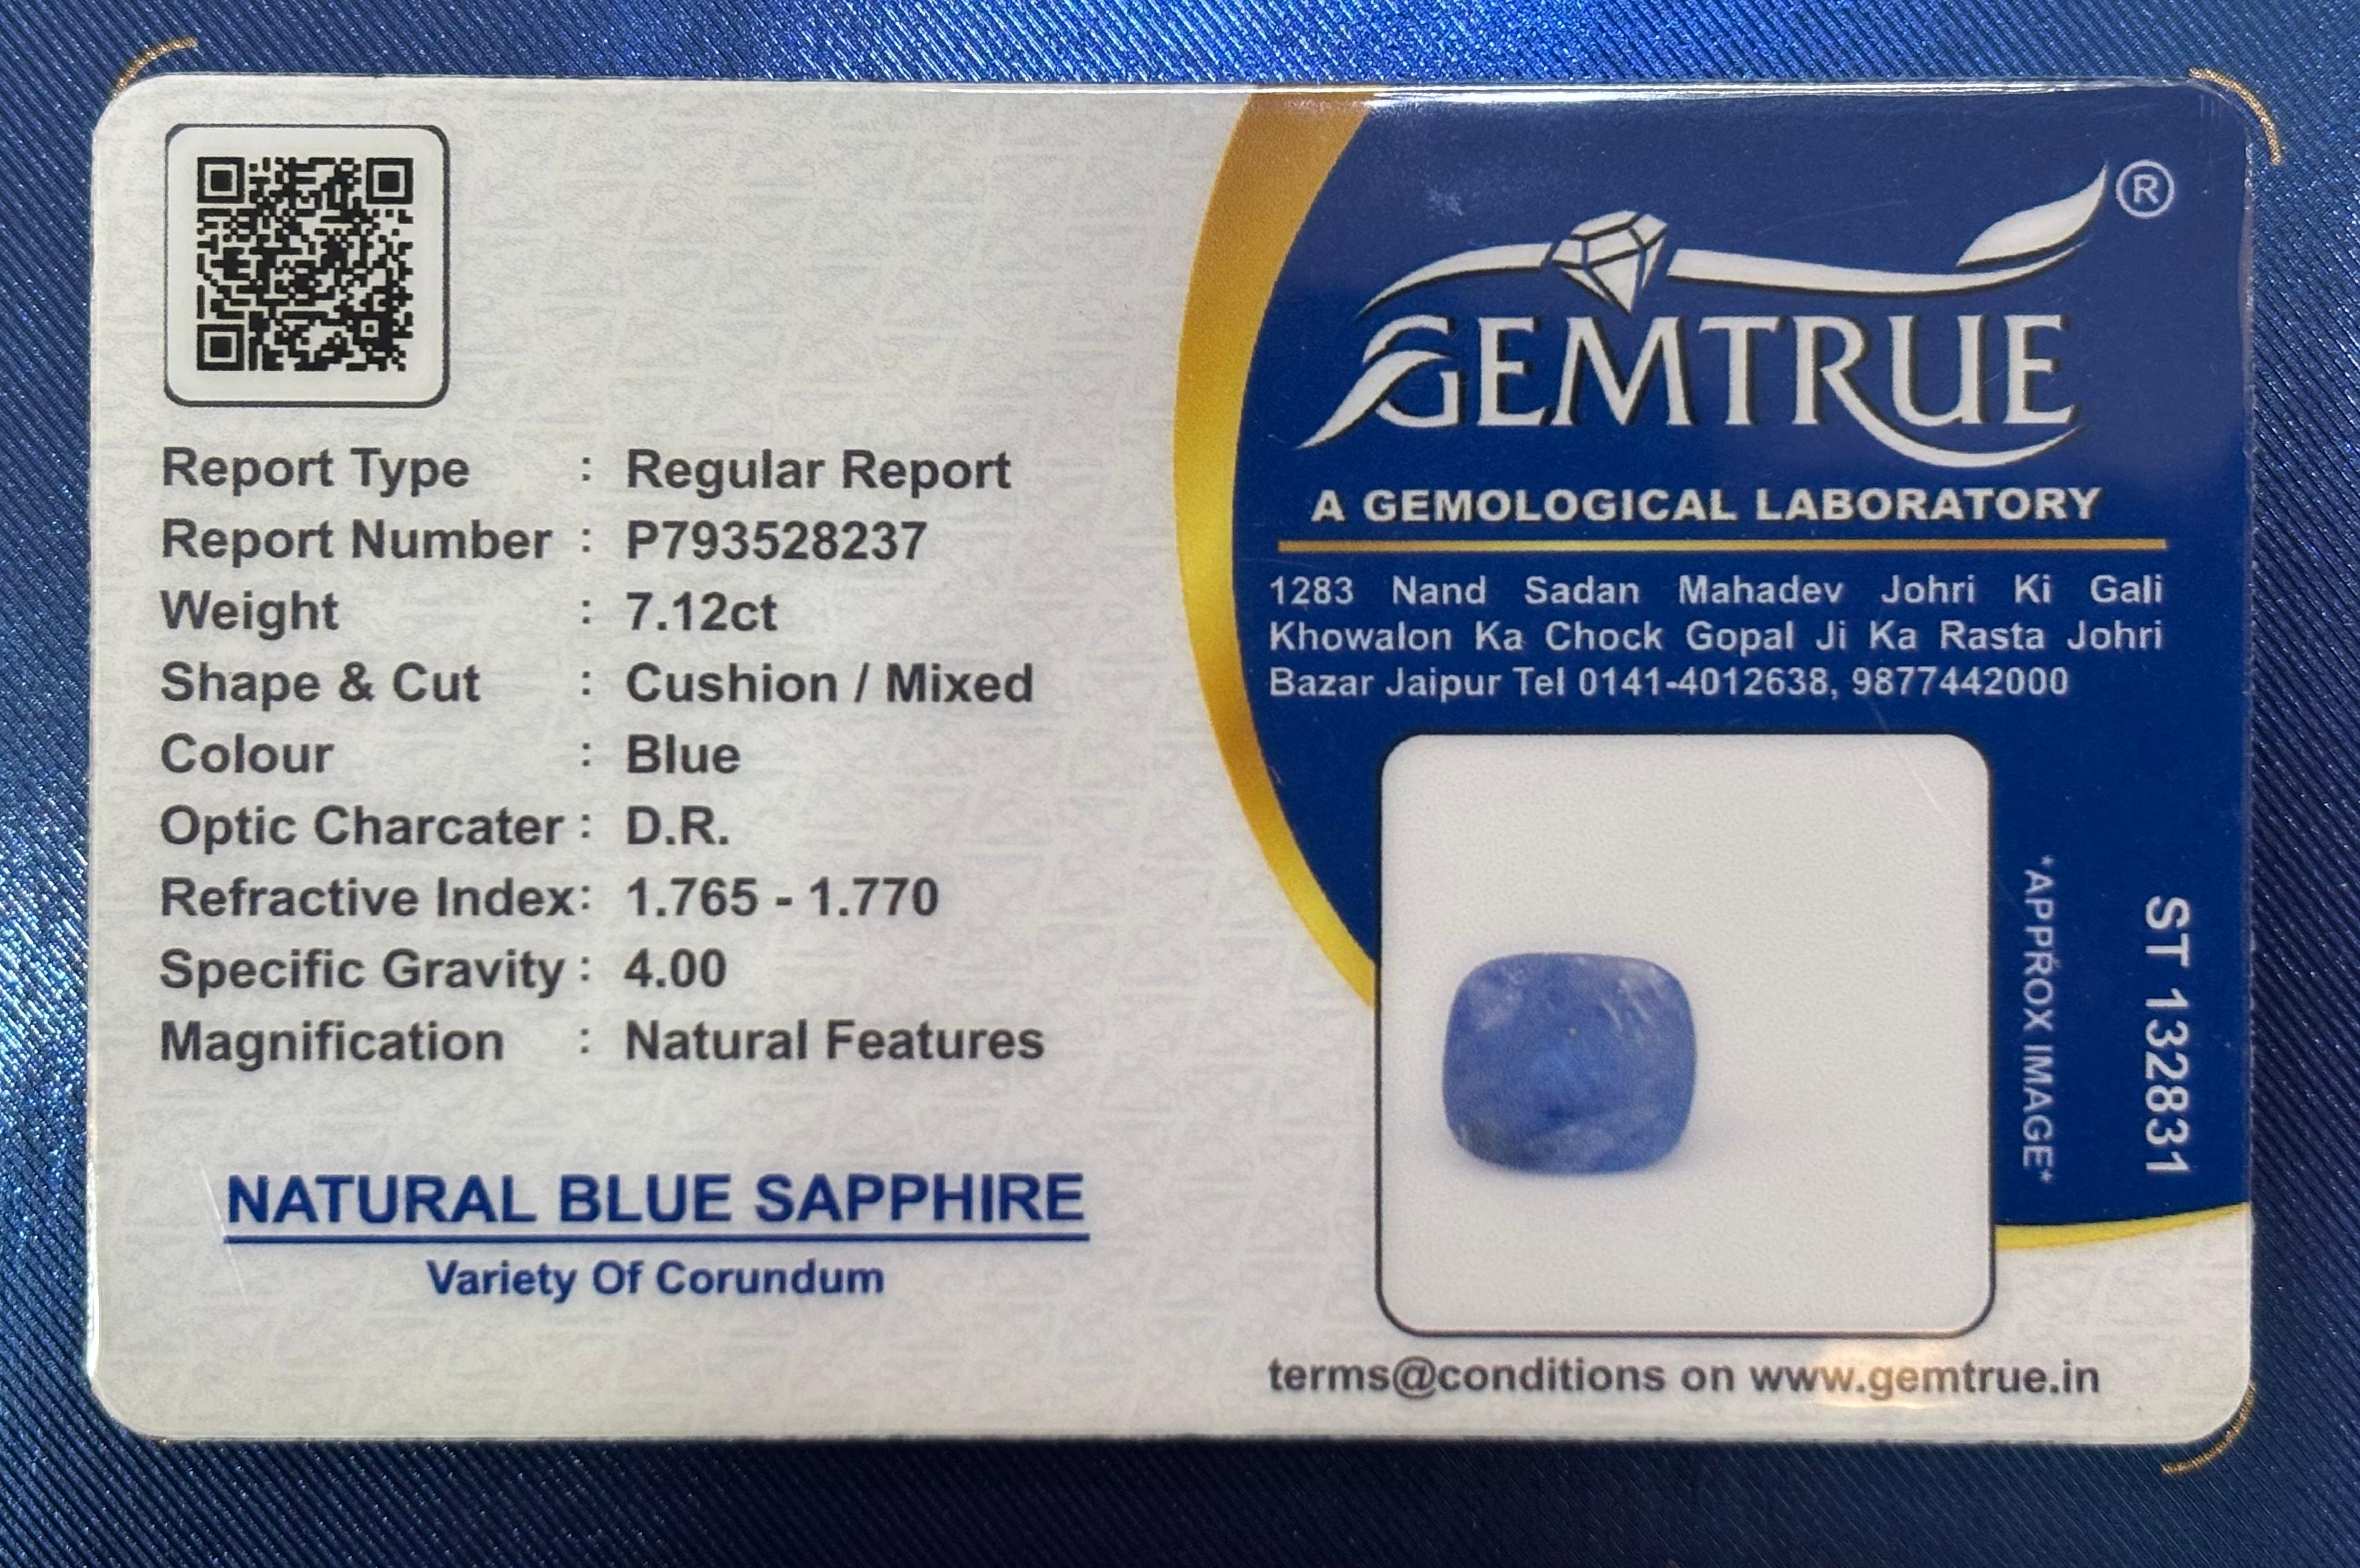 Report Type : Regular Report
Report Number : P793528237
Weight : 7.12ct
Shape & Cut : Cushion / Mixed
Colour : Blue
Optic Charcater : D.R.
Refractive Index : 1.765 - 1.770
Specific Gravity : 4.00
Magnification : Natural Features
NATURAL BLUE SAPPHIRE
Variety Of Corundum
GEMTRUE ®
A GEMOLOGICAL LABORATORY
1283 Nand Sadan Mahadev Johri Ki Gali
Khowalon Ka Chock Gopal Ji Ka Rasta Johri
Bazar Jaipur Tel 0141-4012638, 9877442000
*APPROX IMAGE*
ST 132831
terms@conditions on www.gemtrue.in